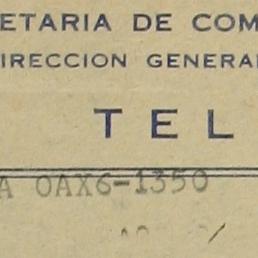 ETARIA DE COM
IRECCION GENERA
TEL
A OAX6-1350